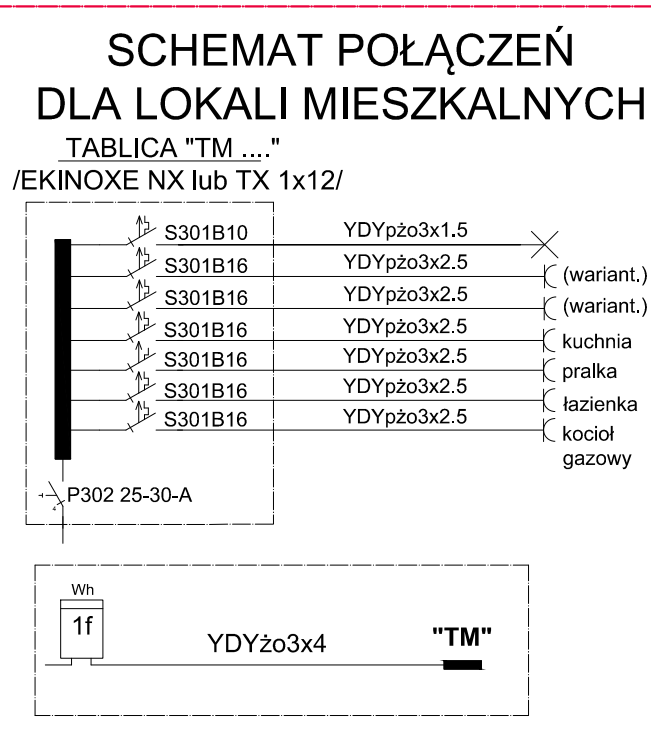 SCHEMAT POŁĄCZEŃ
DLA LOKALI MIESZKALNYCH
TABLICA "TM ...."
/EKINOXE NX lub TX 1x12/
S301B10 YDYpżo3x1.5
S301B16 YDYpżo3x2.5 (wariant.)
S301B16 YDYpżo3x2.5 (wariant.)
S301B16 YDYpżo3x2.5 kuchnia
S301B16 YDYpżo3x2.5 pralka
S301B16 YDYpżo3x2.5 łazienka
S301B16 YDYpżo3x2.5 kocioł
gazowy
P302 25-30-A
Wh
1f
YDYżo3x4
"TM"